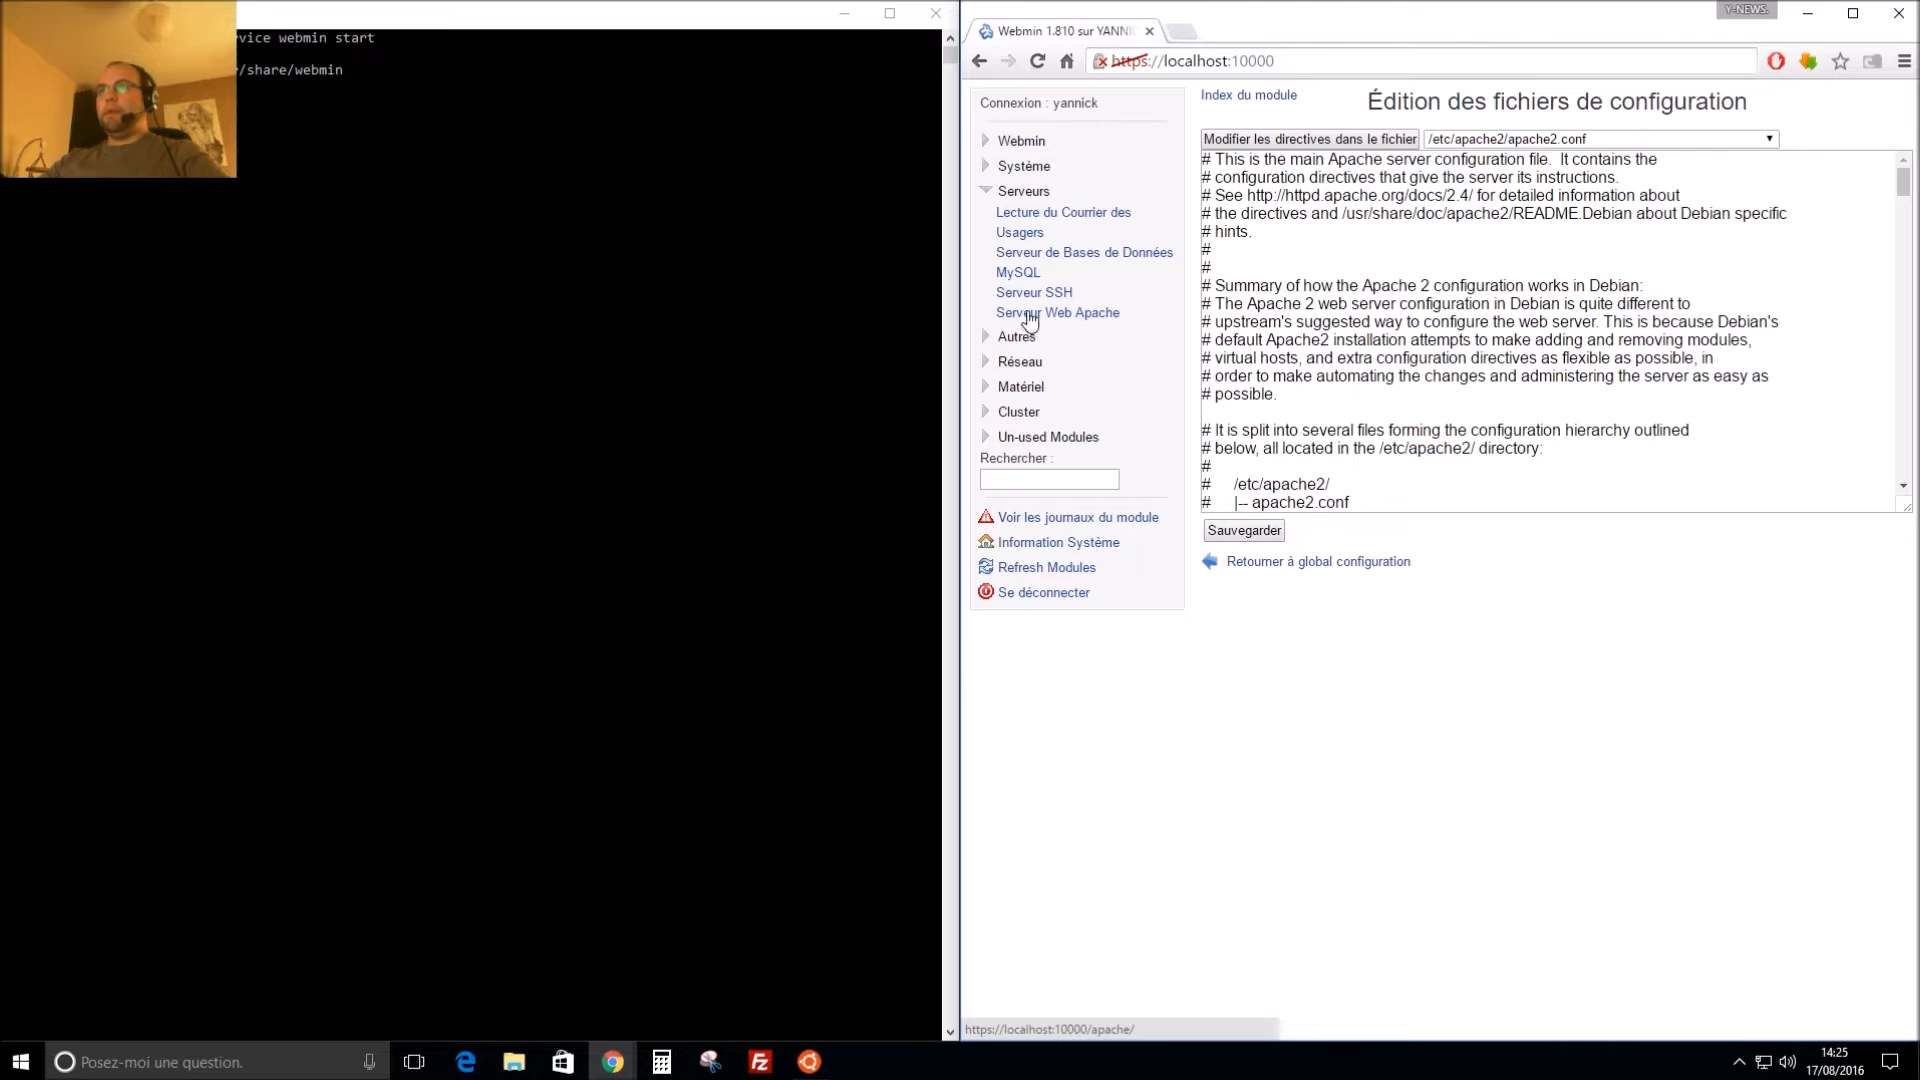 vice webmin start
/share/webmin
Y-NEWS.
Webmin 1.810 sur YANNI
https://localhost:10000
Connexion : yannick
Webmin
Système
Serveurs
Lecture du Courrier des
Usagers
Serveur de Bases de Données
MySQL
Serveur SSH
Serveur Web Apache
Autres
Réseau
Matériel
Cluster
Un-used Modules
Rechercher :
Voir les journaux du module
Information Système
Refresh Modules
Se déconnecter
Index du module
Édition des fichiers de configuration
Modifier les directives dans le fichier
/etc/apache2/apache2.conf
# This is the main Apache server configuration file.  It contains the
# configuration directives that give the server its instructions.
# See http://httpd.apache.org/docs/2.4/ for detailed information about
# the directives and /usr/share/doc/apache2/README.Debian about Debian specific
# hints.
#
#
# Summary of how the Apache 2 configuration works in Debian:
# The Apache 2 web server configuration in Debian is quite different to
# upstream's suggested way to configure the web server. This is because Debian's
# default Apache2 installation attempts to make adding and removing modules,
# virtual hosts, and extra configuration directives as flexible as possible, in
# order to make automating the changes and administering the server as easy as
# possible.
# It is split into several files forming the configuration hierarchy outlined
# below, all located in the /etc/apache2/ directory:
#
#	/etc/apache2/
#	|-- apache2.conf
Sauvegarder
Retourner à global configuration
https://localhost:10000/apache/
Posez-moi une question.
14:25
17/08/2016